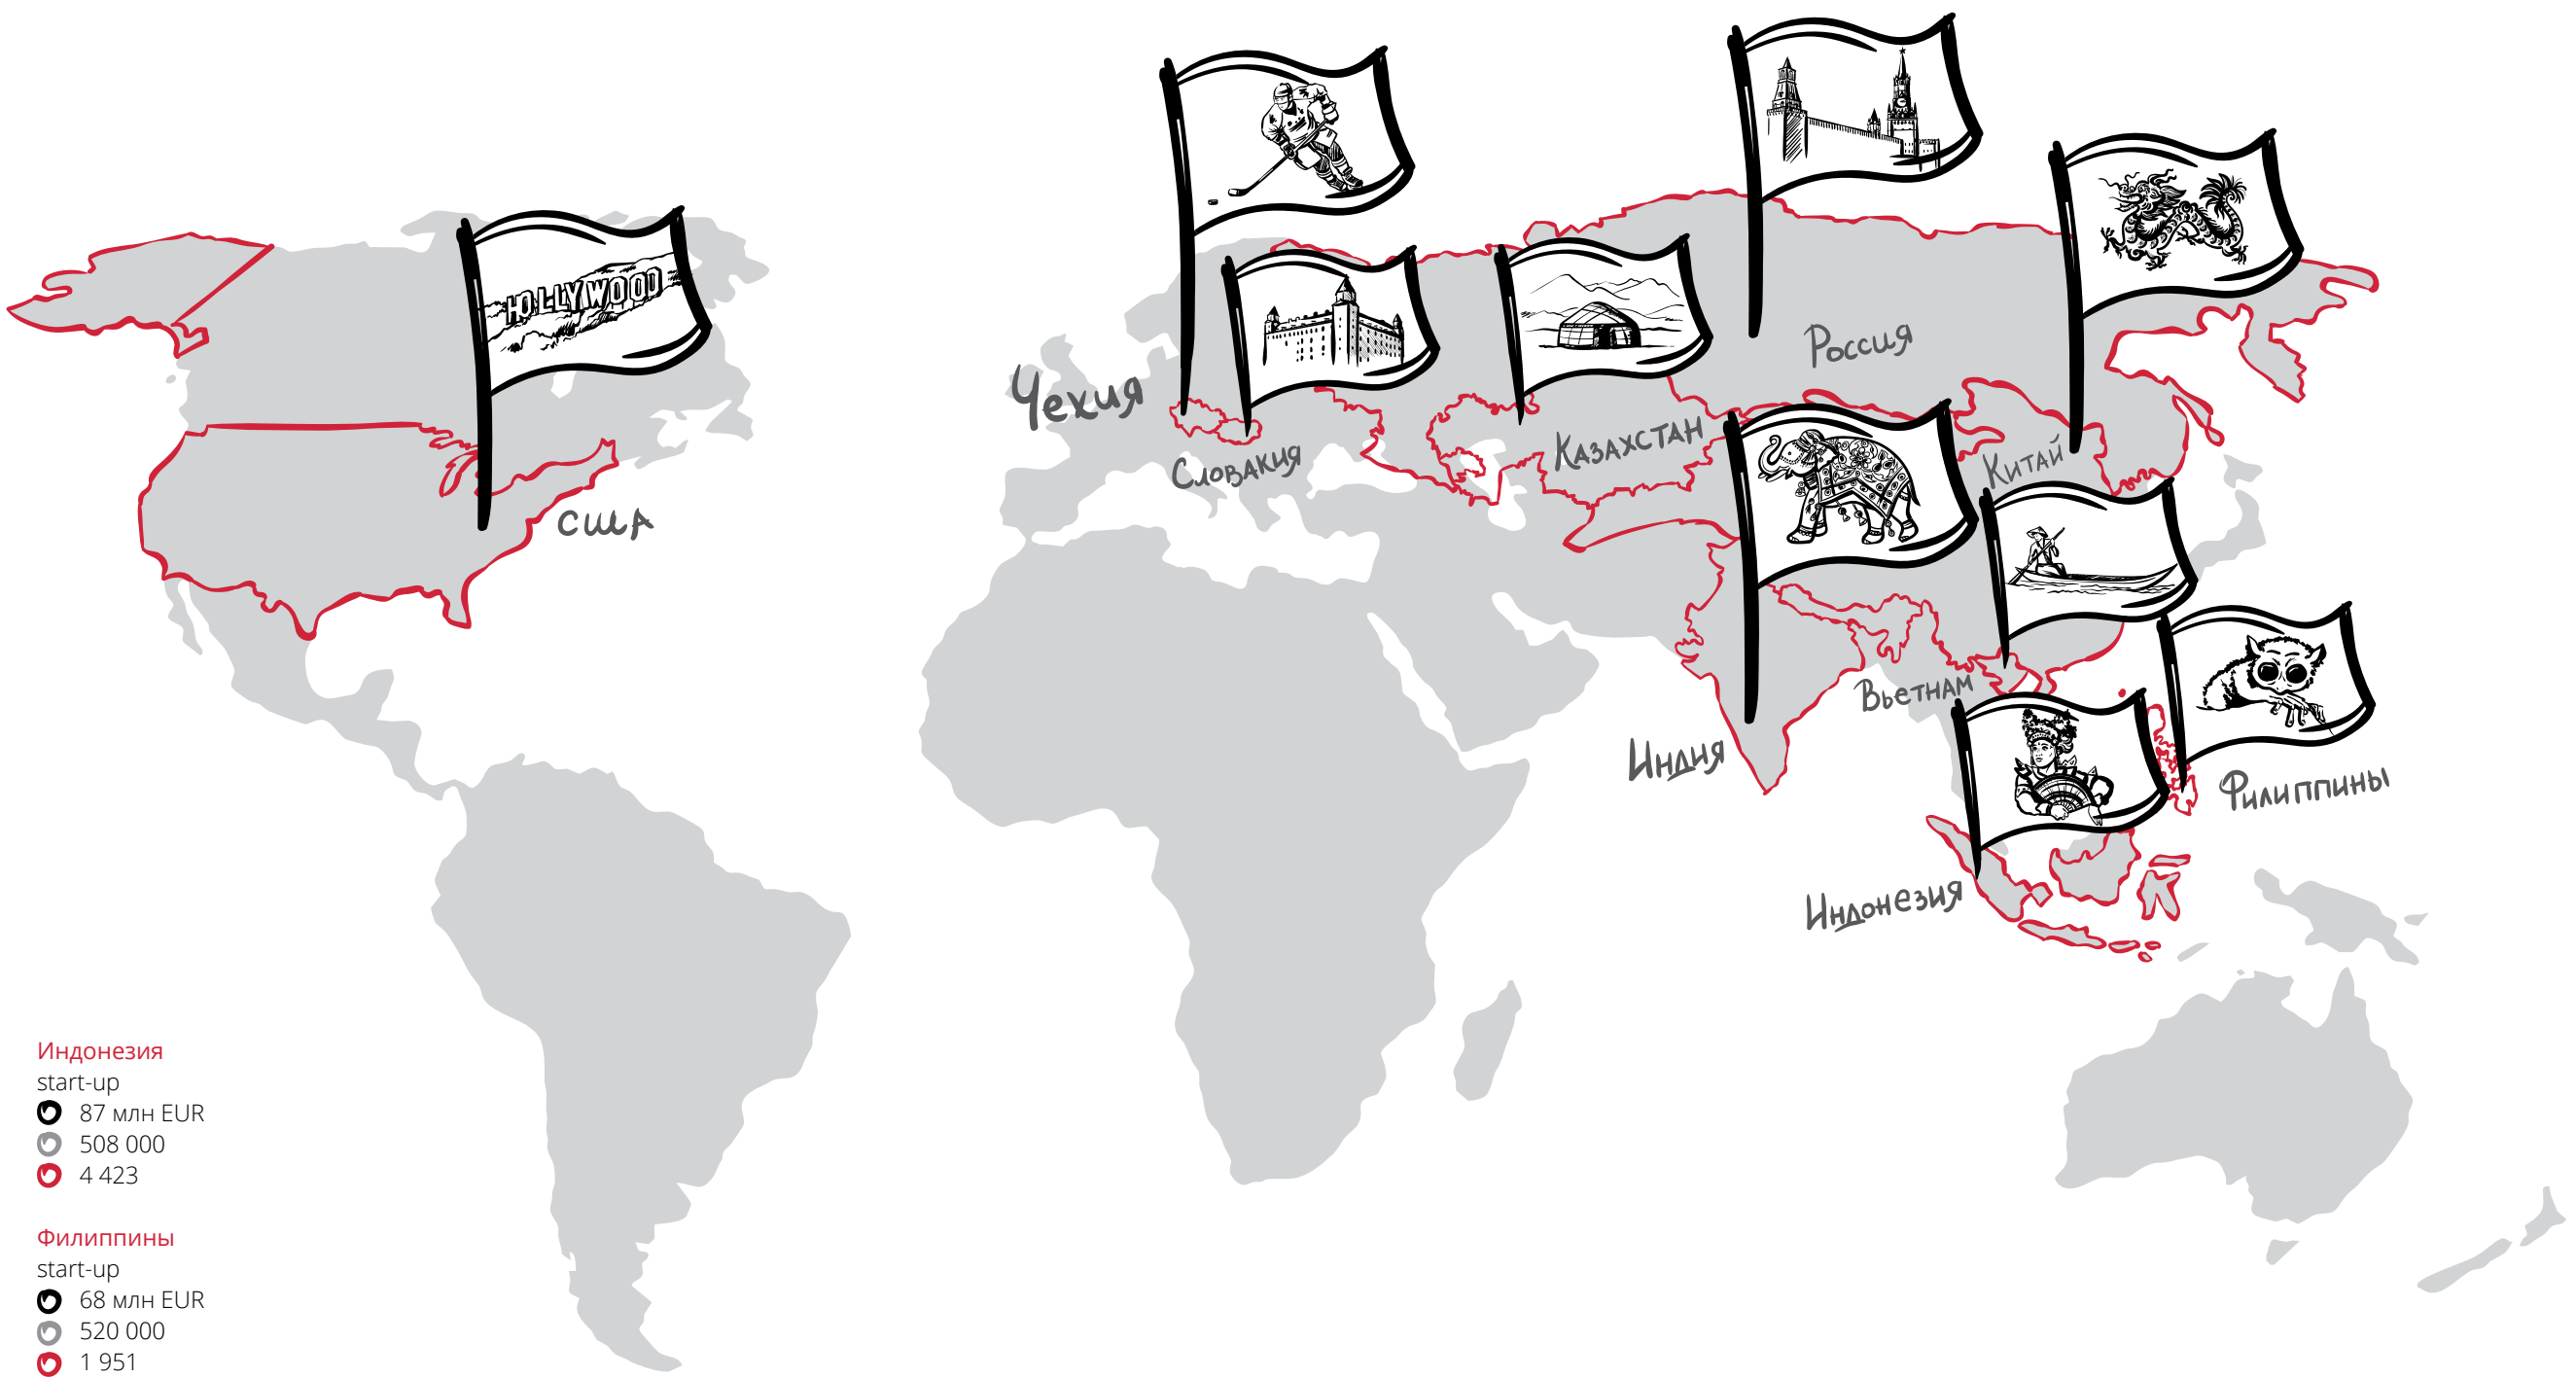 HOLLYWOOD
Чехия
Россия
Словакия
Казахстан
Китай
США
Вьетнам
Индия
Филиппины
Индонезия
Индонезия
start-up
87 млн EUR
508 000
4 423
Филиппины
start-up
68 млн EUR
520 000
1 951